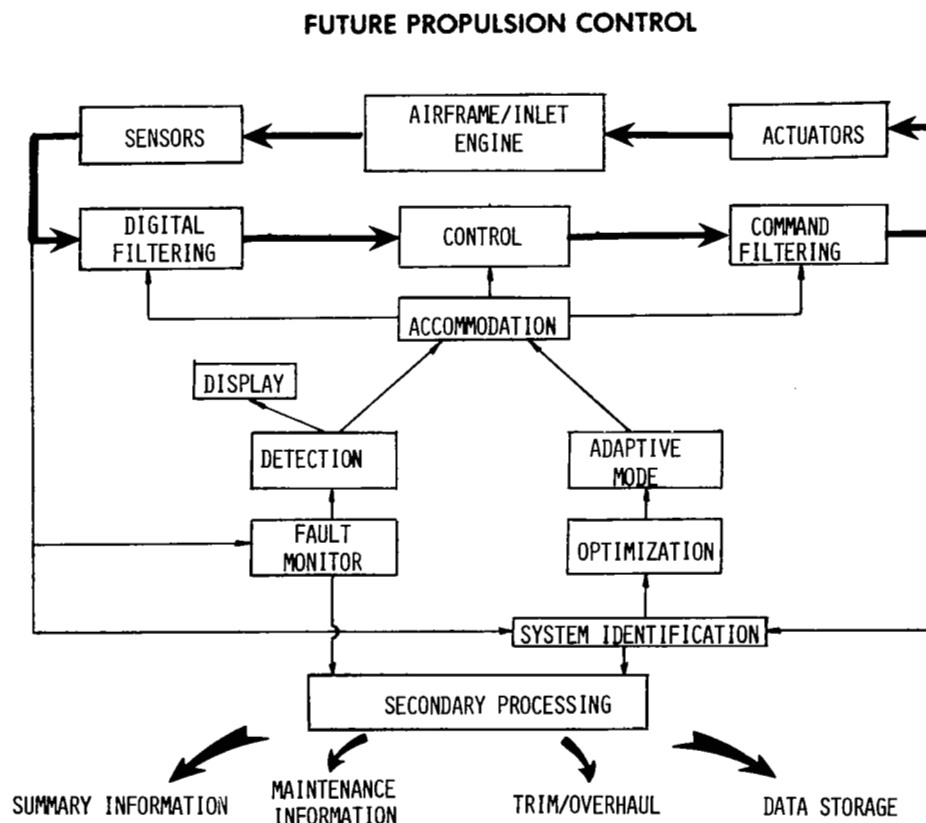 FUTURE PROPULSION CONTROL
SENSORS
AIRFRAME/INLET
ENGINE
ACTUATORS
DIGITAL
FILTERING
CONTROL
COMMAND
FILTERING
ACCOMMODATION
DISPLAY
DETECTION
ADAPTIVE
MODE
FAULT
MONITOR
OPTIMIZATION
SYSTEM IDENTIFICATION
SECONDARY PROCESSING
SUMMARY INFORMATION
MAINTENANCE
INFORMATION
TRIM/OVERHAUL
DATA STORAGE